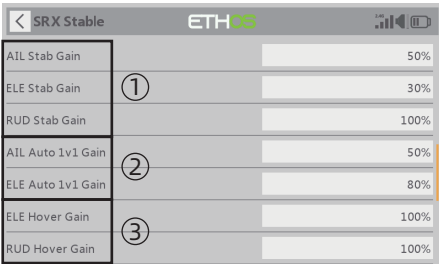 SRX Stable ETHOS
AIL Stab Gain 50%
ELE Stab Gain ① 30%
RUD Stab Gain 100%
AIL Auto 1v1 Gain 50%
②
ELE Auto 1v1 Gain 80%
ELE Hover Gain 100%
③
RUD Hover Gain 100%